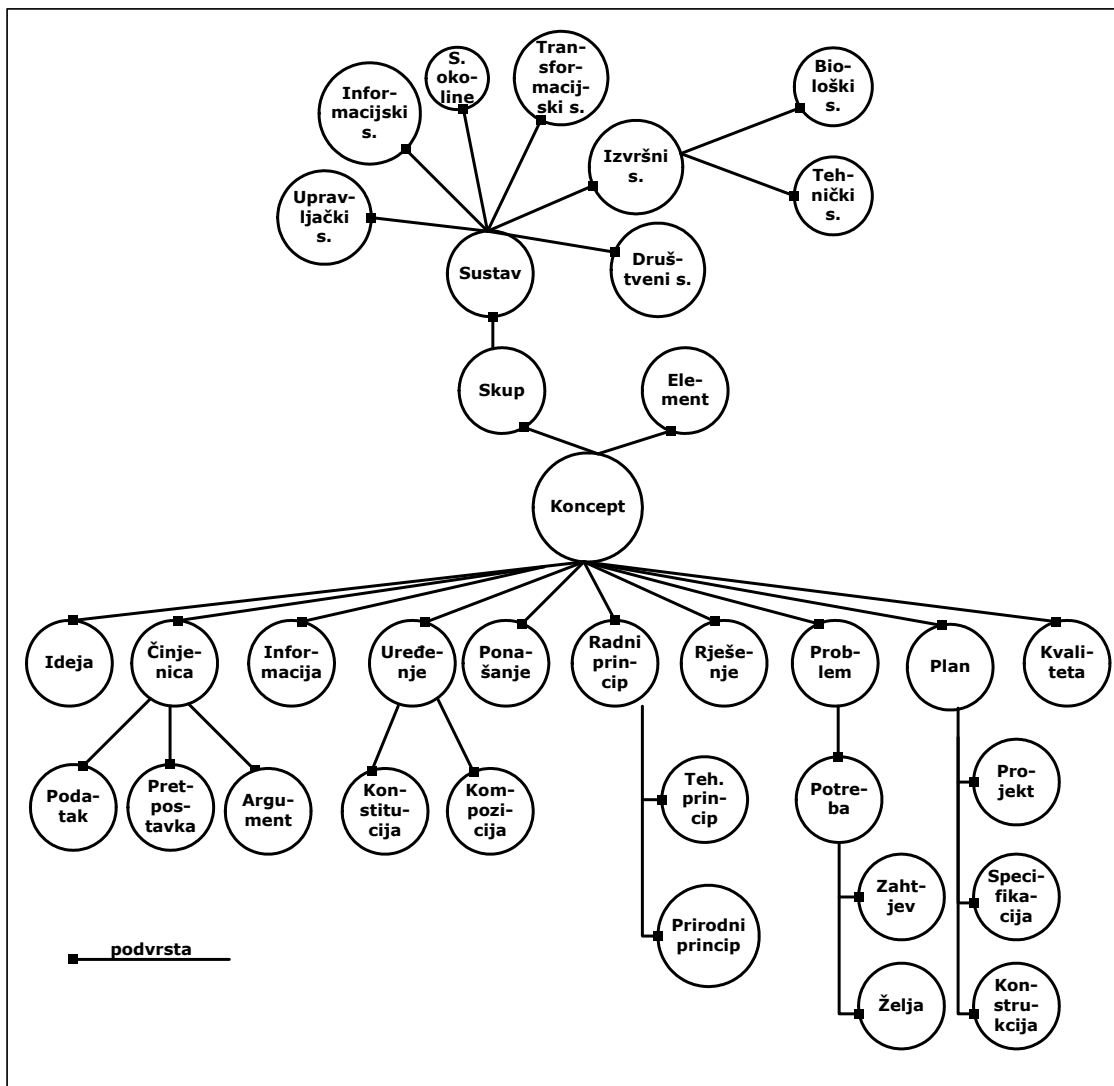 S.
oko-
line
Tran-
sformacij-
ski s.
Bio-
loški
s.
Infor-
macijski
s.
Izvršni
s.
Teh-
nički
s.
Uprav-
ljački
s.
Sustav
Druš-
tveni s.
Skup
Ele-
ment
Koncept
Ideja
Činje-
nica
Infor-
macija
Uređe-
nje
Pona-
šanje
Radni
prin-
cip
Rješe-
nje
Prob-
lem
Plan
Kvali-
teta
Poda-
tak
Pret-
pos-
tavka
Argu-
ment
Kon-
stitu-
cija
Kom-
pozi-
cija
Teh.
prin-
cip
Potre-
ba
Pro-
jekt
Zaht-
jev
Speci-
fika-
cija
Prirodni
princip
podvrsta
Želja
Kon-
stru-
kcija